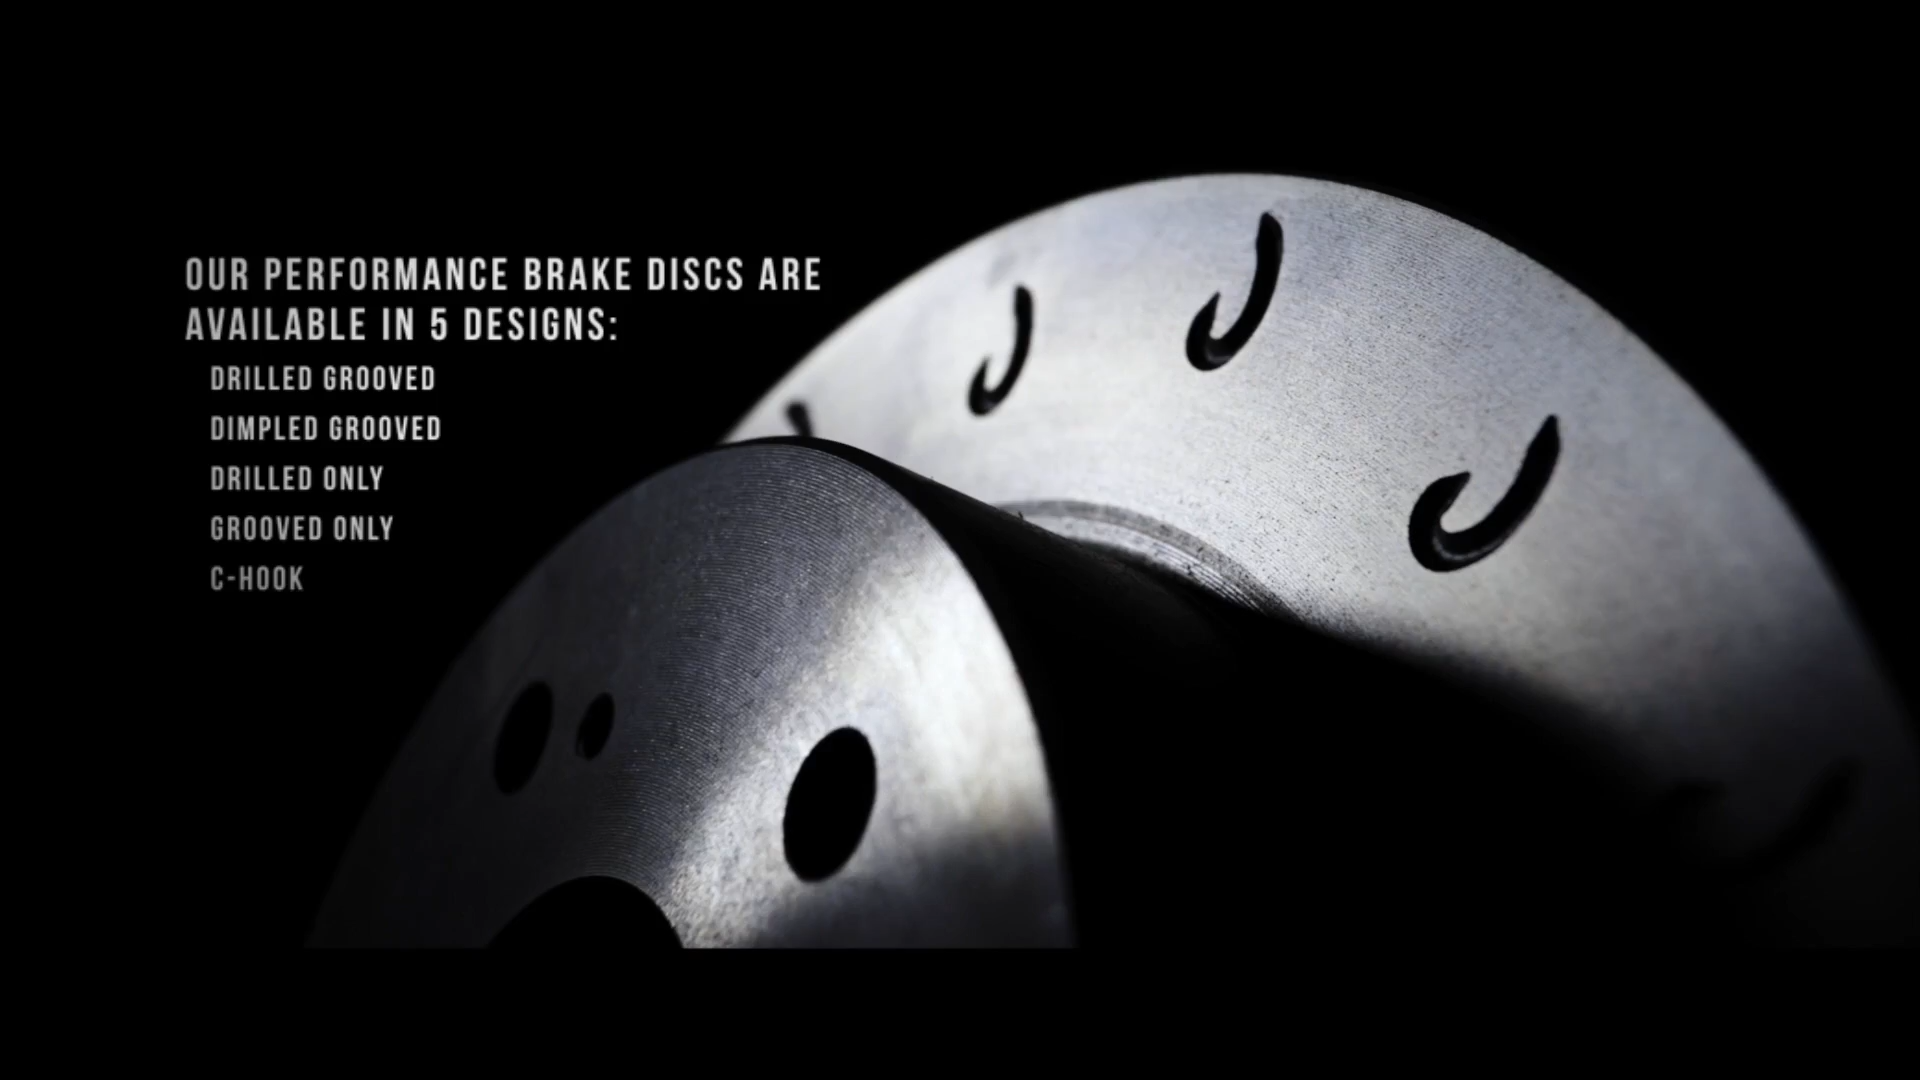 OUR PERFORMANCE BRAKE DISCS ARE
AVAILABLE IN 5 DESIGNS:
DRILLED GROOVED
DIMPLED GROOVED
DRILLED ONLY
GROOVED ONLY
C-HOOK